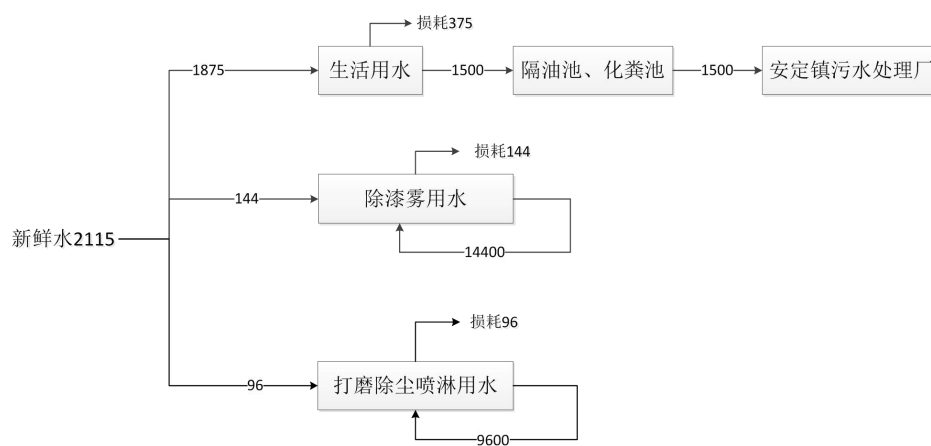 损耗375
1875
生活用水
1500
隔油池、化粪池
1500
安定镇污水处理厂
损耗144
144
除漆雾用水
14400
新鲜水2115
损耗96
96
打磨除尘喷淋用水
9600